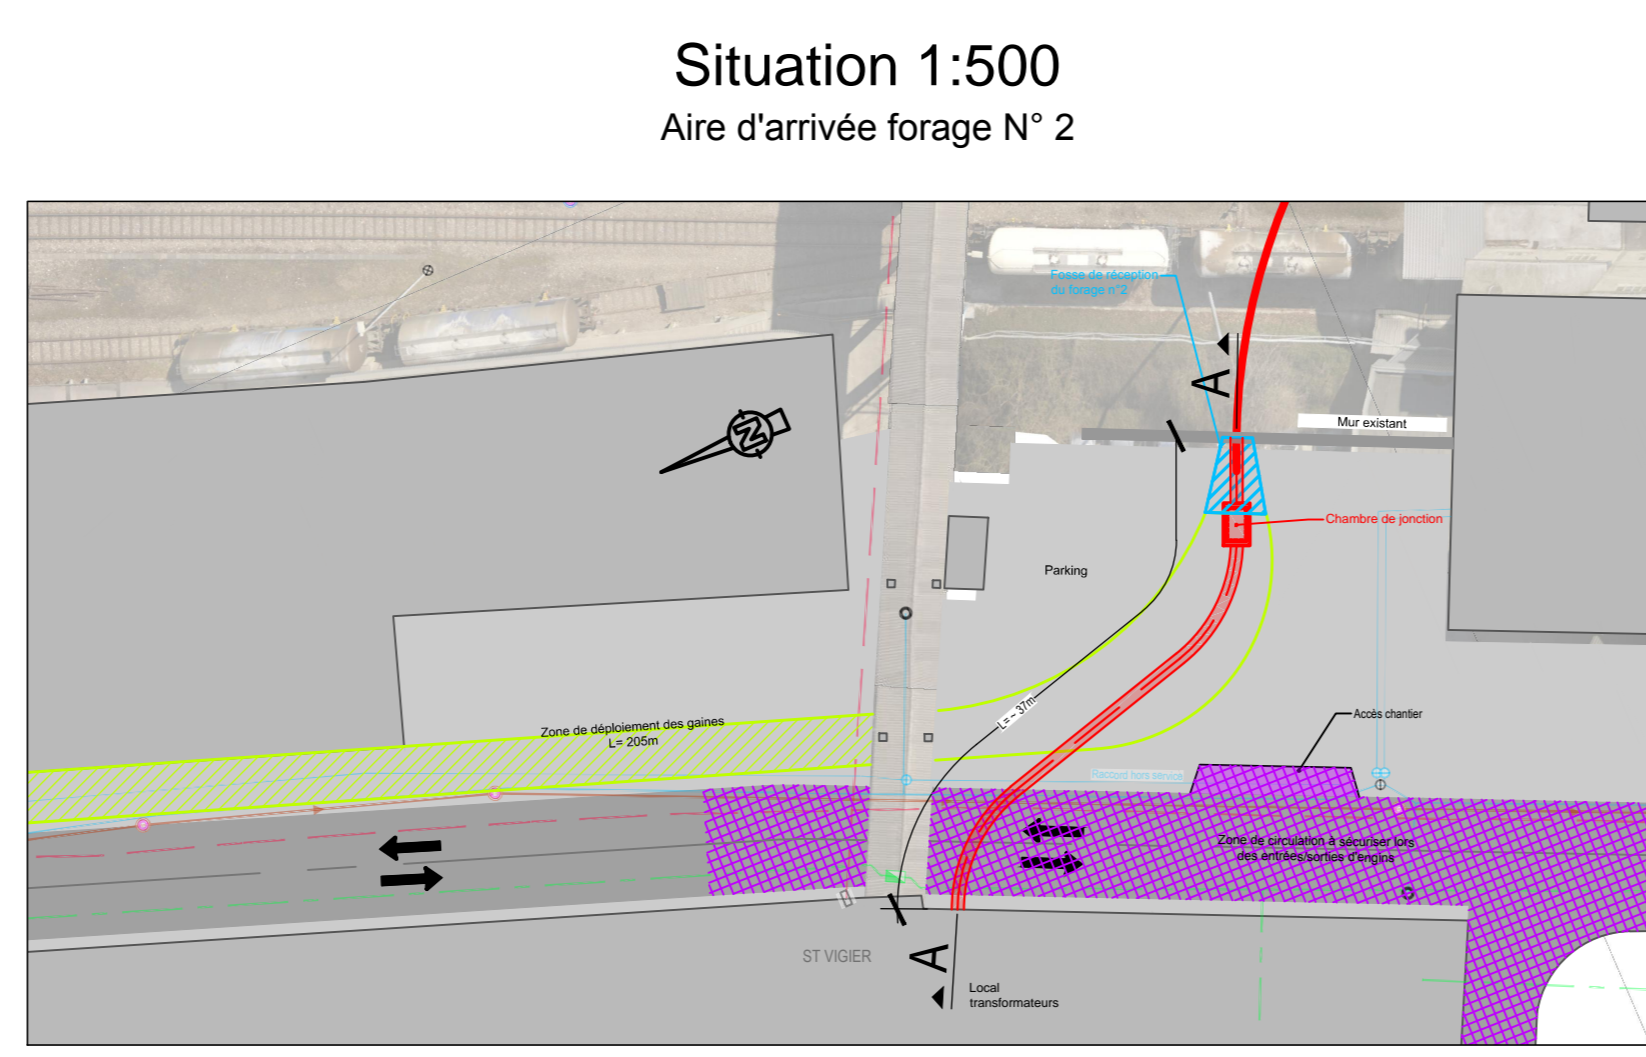 Situation 1:500
Aire d'arrivée forage N° 2
Fosse de réception
du forage n°2
A
Mur existant
N
Chambre de jonction
Parking
L= ~ 37m
Zone de déploiement des gaines
L= 205m
Accès chantier
Raccord hors service
Zone de circulation à sécuriser lors
des entrées/sorties d'engins
ST VIGIER
A
Local
transformateurs